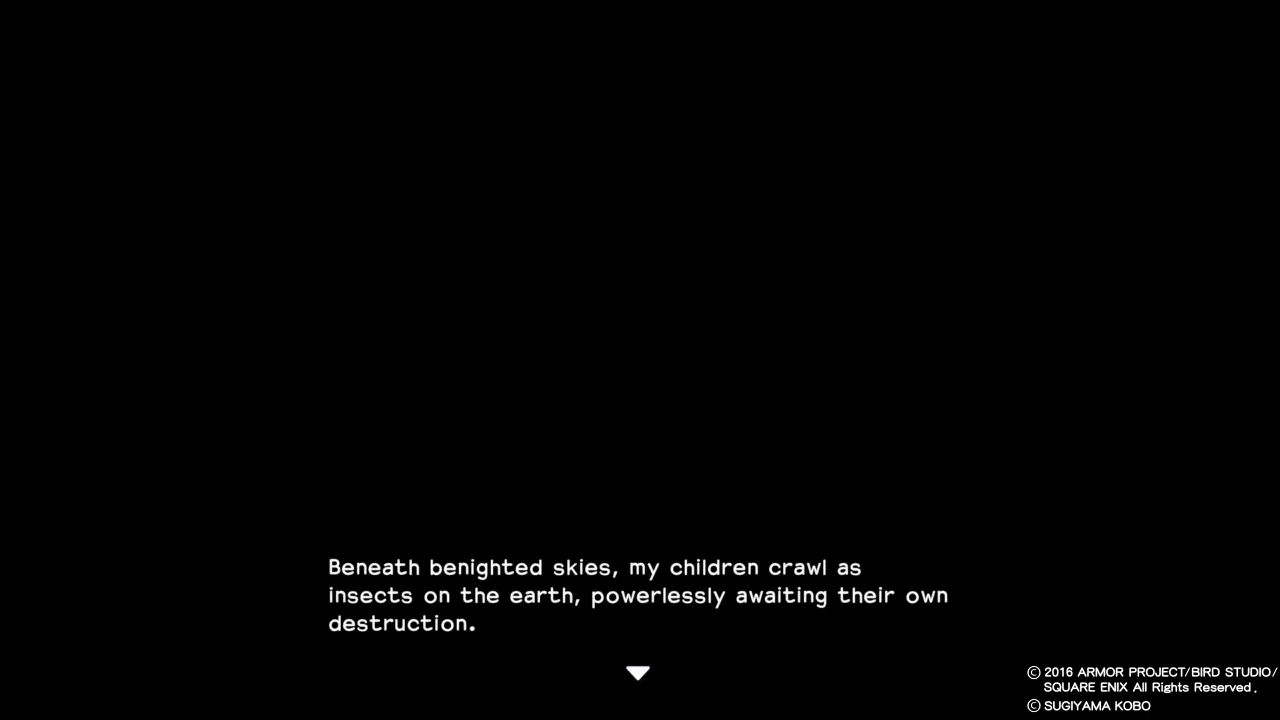 Beneath benighted skies, my children crawl as
insects on the earth, powerlessly awaiting their own
destruction.
© 2016 ARMOR PROJECT/BIRD STUDIO/
SQUARE ENIX All Rights Reserved.
© SUGIYAMA KOBO